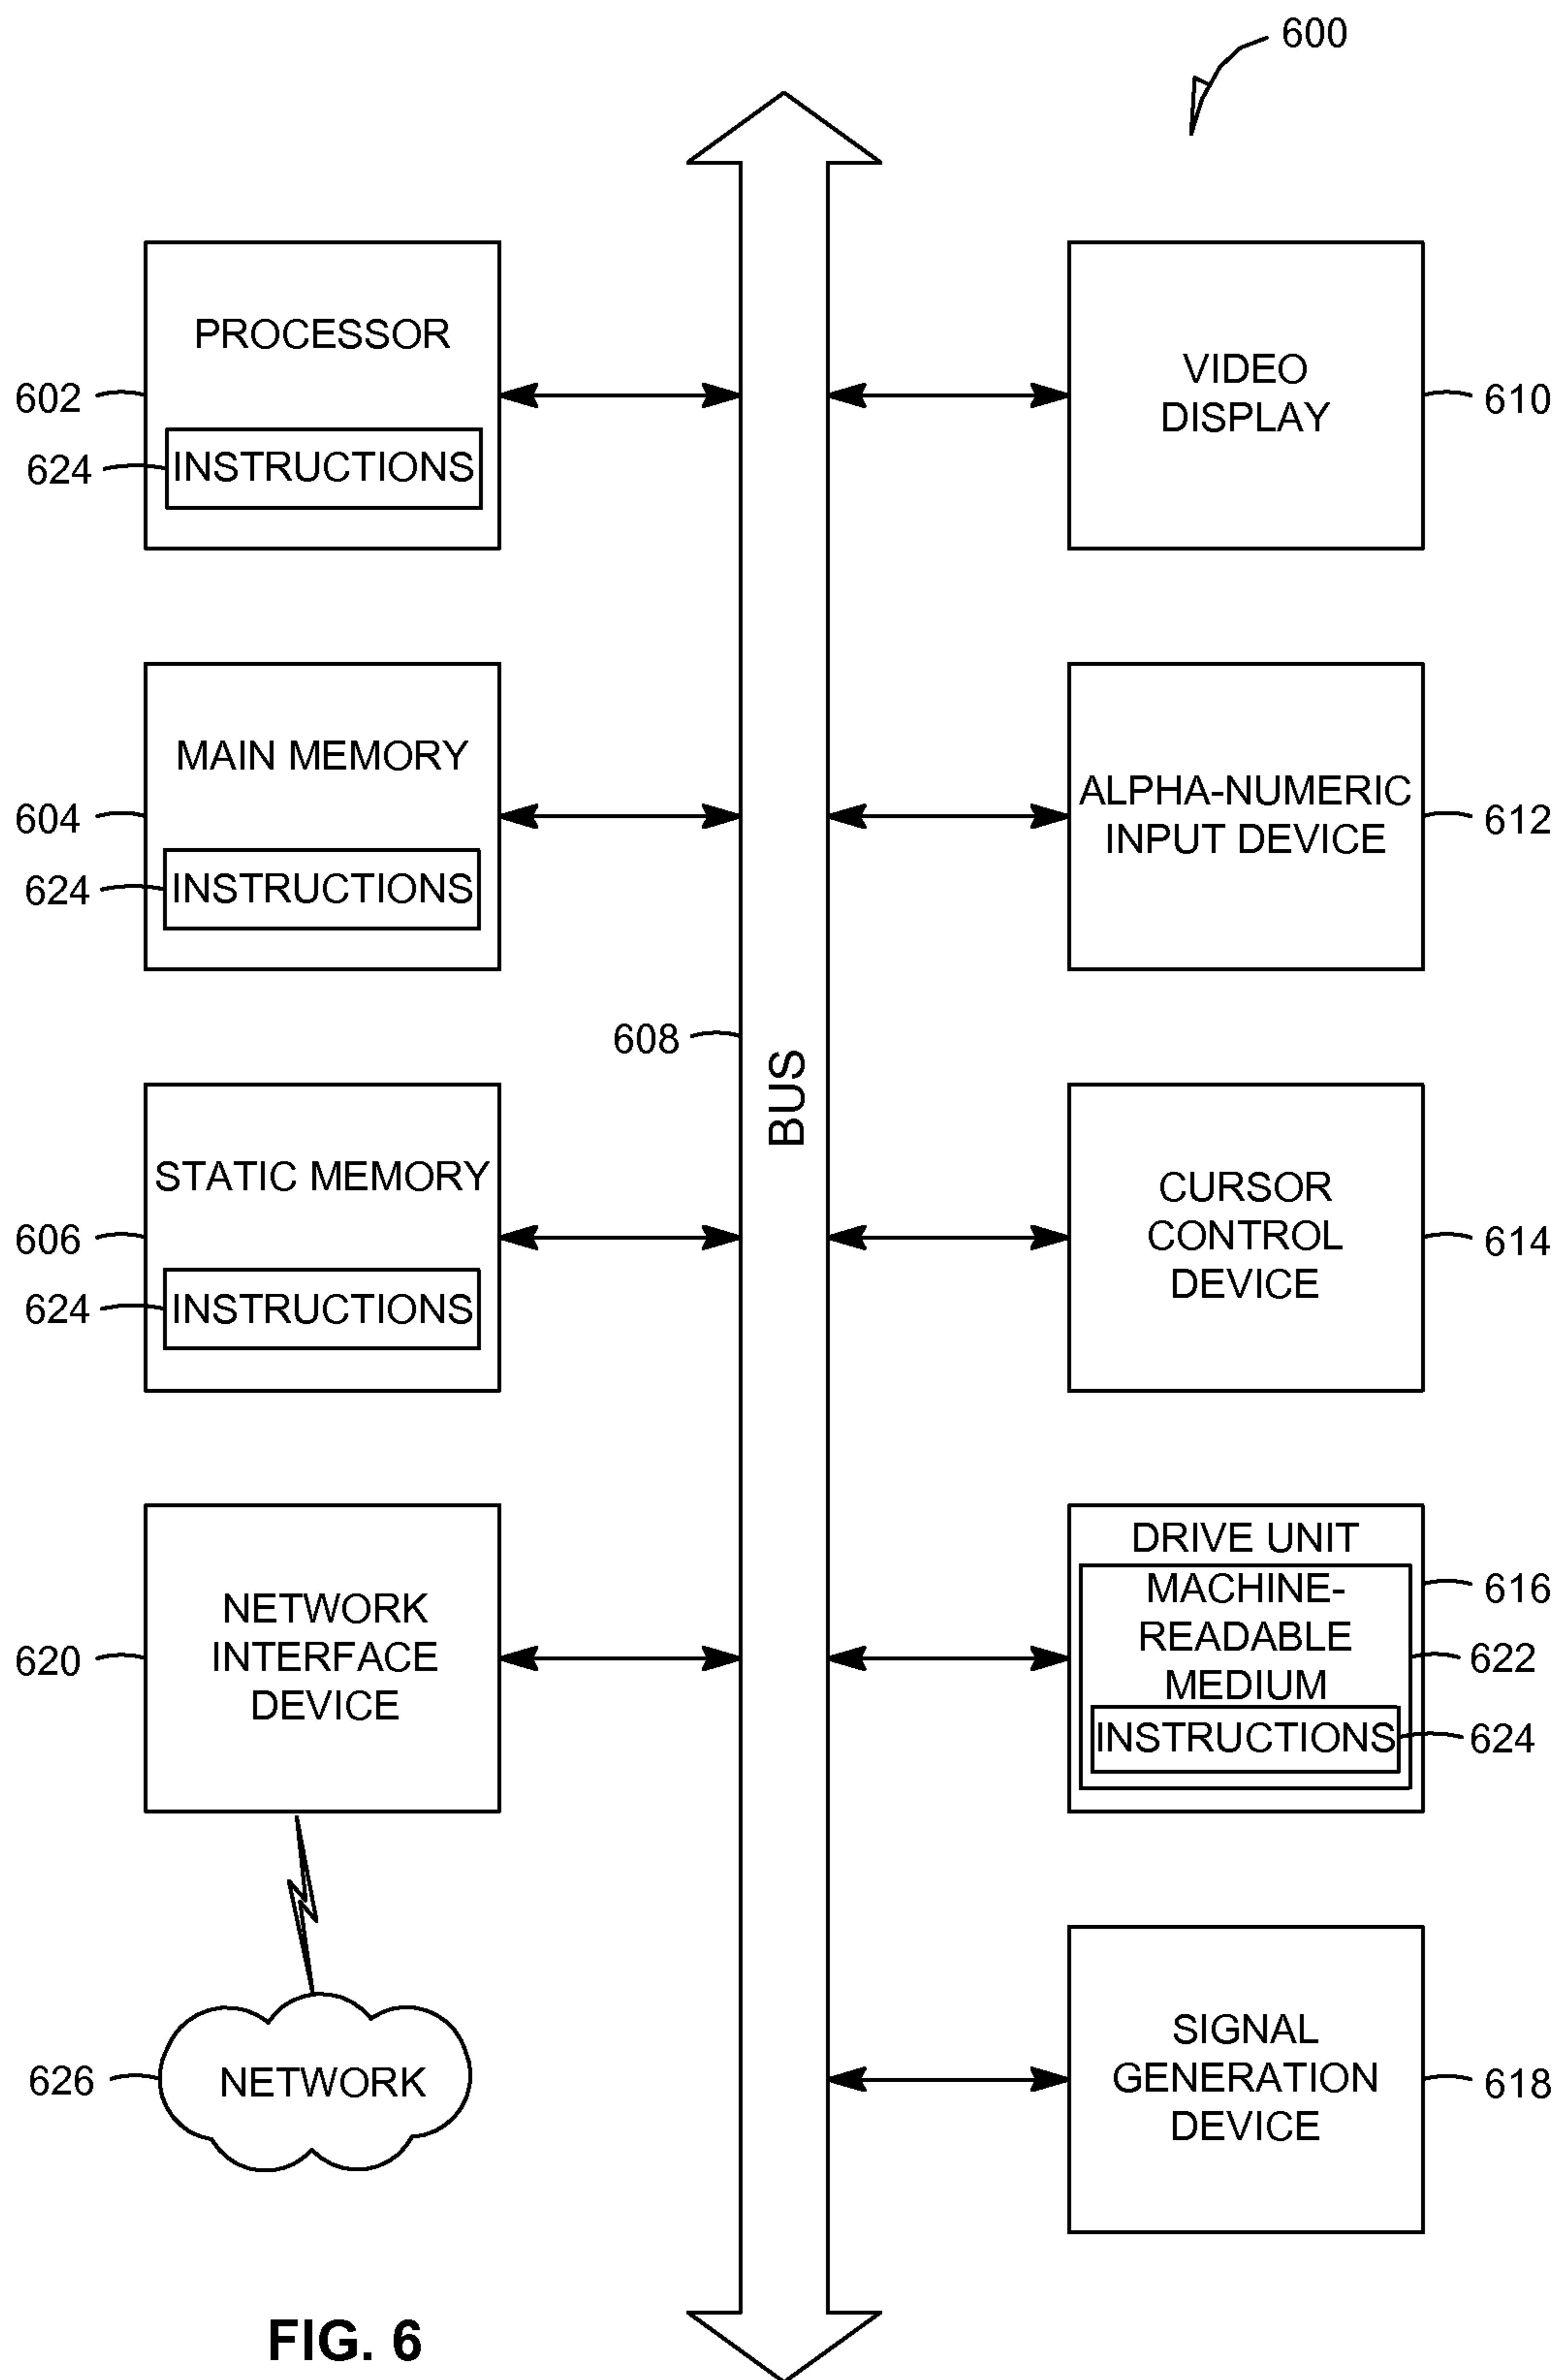 600
PROCESSOR
602
624
INSTRUCTIONS
MAIN MEMORY
604
624
INSTRUCTIONS
STATIC MEMORY
606
624
INSTRUCTIONS
NETWORK
INTERFACE
DEVICE
620
NETWORK
626
608
BUS
VIDEO
DISPLAY
610
ALPHA-NUMERIC
INPUT DEVICE
612
CURSOR
CONTROL
DEVICE
614
DRIVE UNIT
616
MACHINE-
READABLE
MEDIUM
622
INSTRUCTIONS
624
SIGNAL
GENERATION
DEVICE
618
FIG. 6